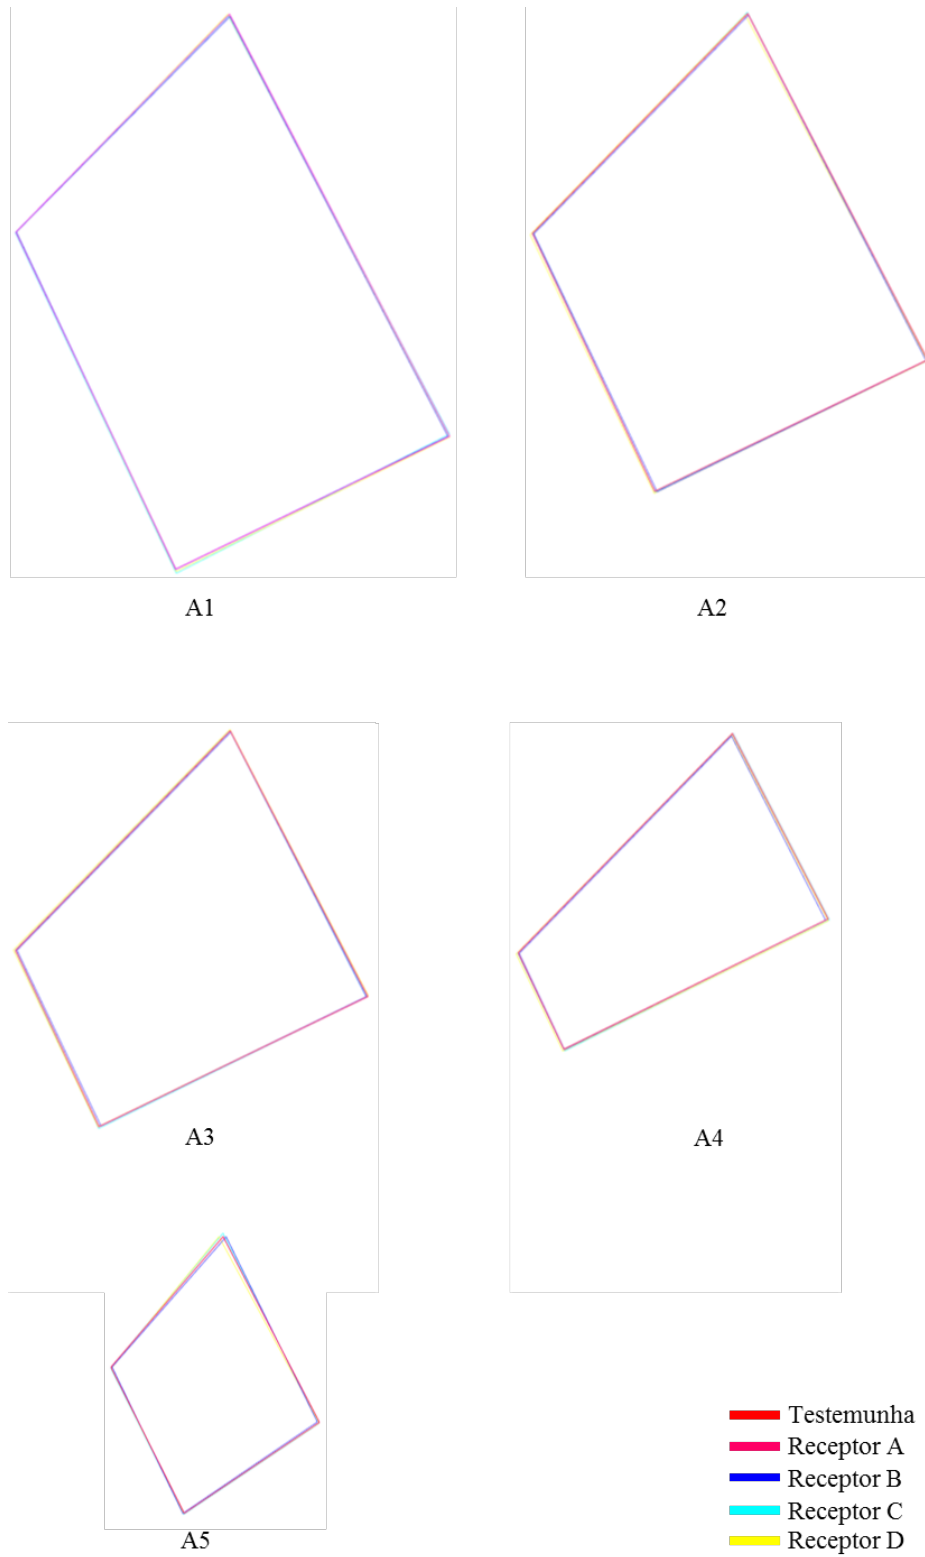 A1
A2
A3
A4
A5
Testemunha
Receptor A
Receptor B
Receptor C
Receptor D